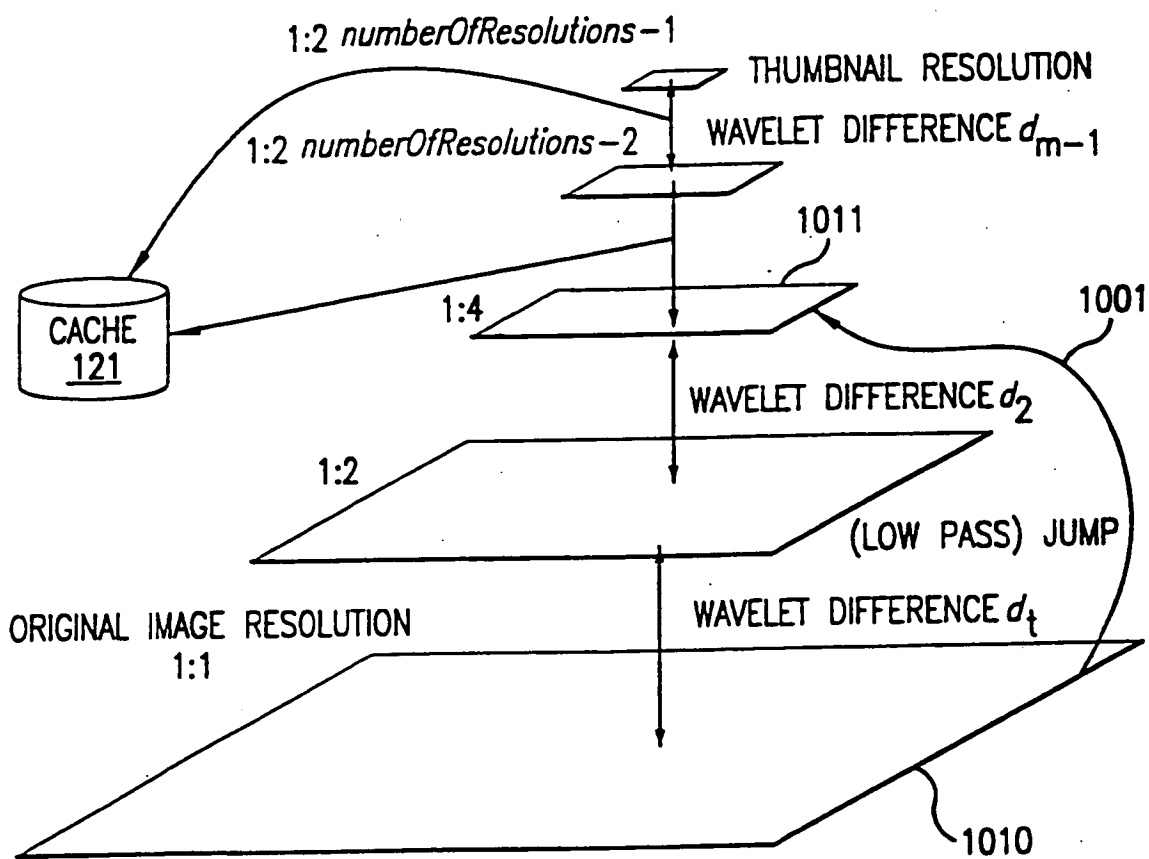 1:2 numberOfResolutions-1
THUMBNAIL RESOLUTION
1:2 numberOfResolutions-2
WAVELET DIFFERENCE dm-1
1011
CACHE
121
1:4
1001
WAVELET DIFFERENCE d2
1:2
(LOW PASS) JUMP
ORIGINAL IMAGE RESOLUTION
1:1
WAVELET DIFFERENCE dt
1010